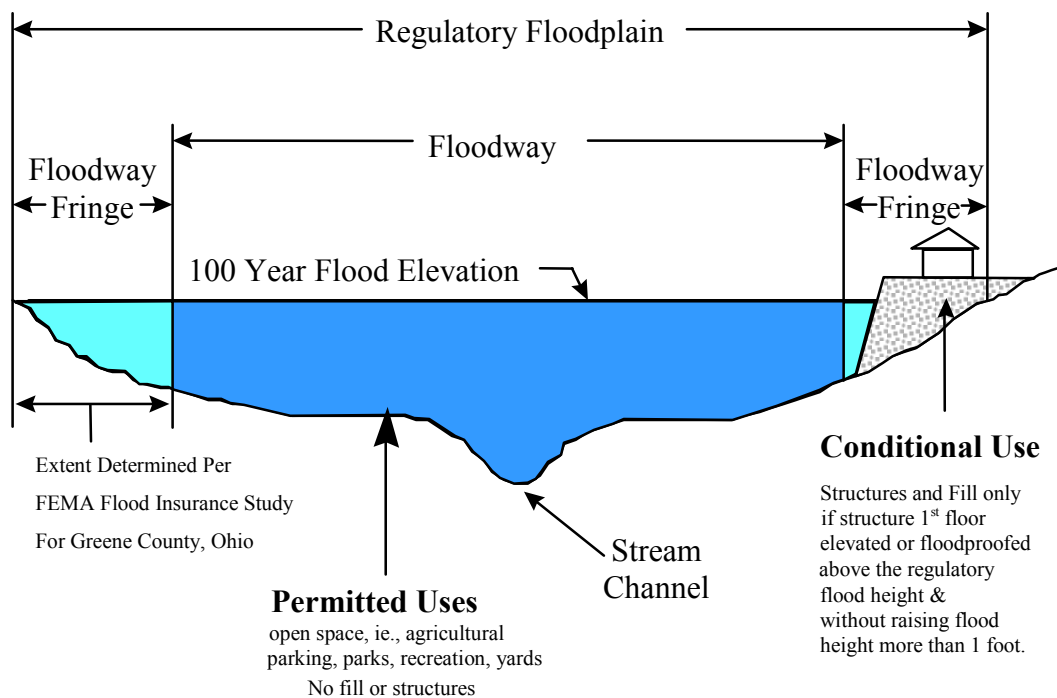 Regulatory Floodplain
Floodway
Floodway
Fringe
Floodway
Fringe
100 Year Flood Elevation
Extent Determined Per
FEMA Flood Insurance Study
For Greene County, Ohio
Permitted Uses
open space, ie., agricultural
parking, parks, recreation, yards
No fill or structures
Stream
Channel
Conditional Use
Structures and Fill only
if structure 1st floor
elevated or floodproofed
above the regulatory
flood height &
without raising flood
height more than 1 foot.